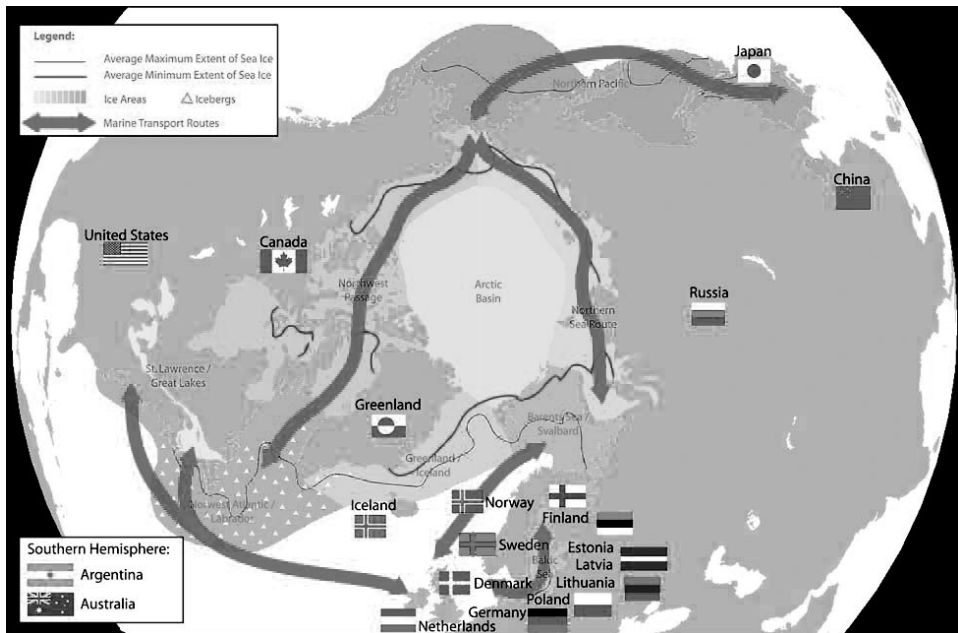 Legend:
Average Maximum Extent of Sea Ice
Average Minimum Extent of Sea Ice
Ice Areas
Icebergs
Marine Transport Routes
Japan
Northern Pacific
China
United States
Canada
Northwest
Passage
Arctic
Basin
Northern
Sea Route
Russia
St. Lawrence /
Great Lakes
Greenland
Barents Sea /
Svalbard
Greenland /
Iceland
Norwest Atlantic /
Labrador
Iceland
Norway
Finland
Sweden
Baltic
Sea
Estonia
Latvia
Denmark
Lithuania
Poland
Germany
Netherlands
Southern Hemisphere:
Argentina
Australia